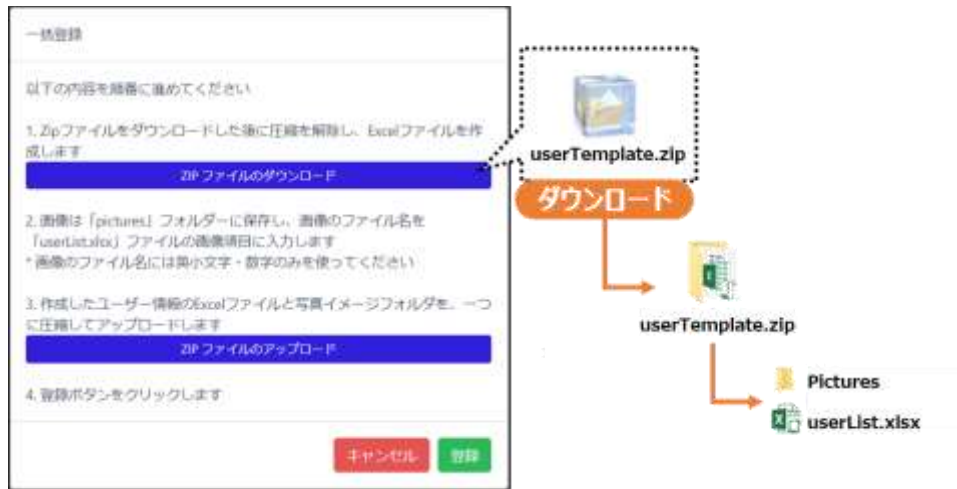 一括登録
以下の内容を順番に進めてください
1. Zipファイルをダウンロードした後に圧縮を解除し、Excelファイルを作
成します
ZIP ファイルのダウンロード
2. 画像は「pictures」フォルダーに保存し、画像のファイル名を
「userList.xlsx」ファイルの画像項目に入力します
* 画像のファイル名には英小文字・数字のみを使ってください
3. 作成したユーザー情報のExcelファイルと写真イメージフォルダを、一つ
に圧縮してアップロードします
ZIP ファイルのアップロード
4. 登録ボタンをクリックします
キャンセル
登録
userTemplate.zip
ダウンロード
userTemplate.zip
Pictures
userList.xlsx